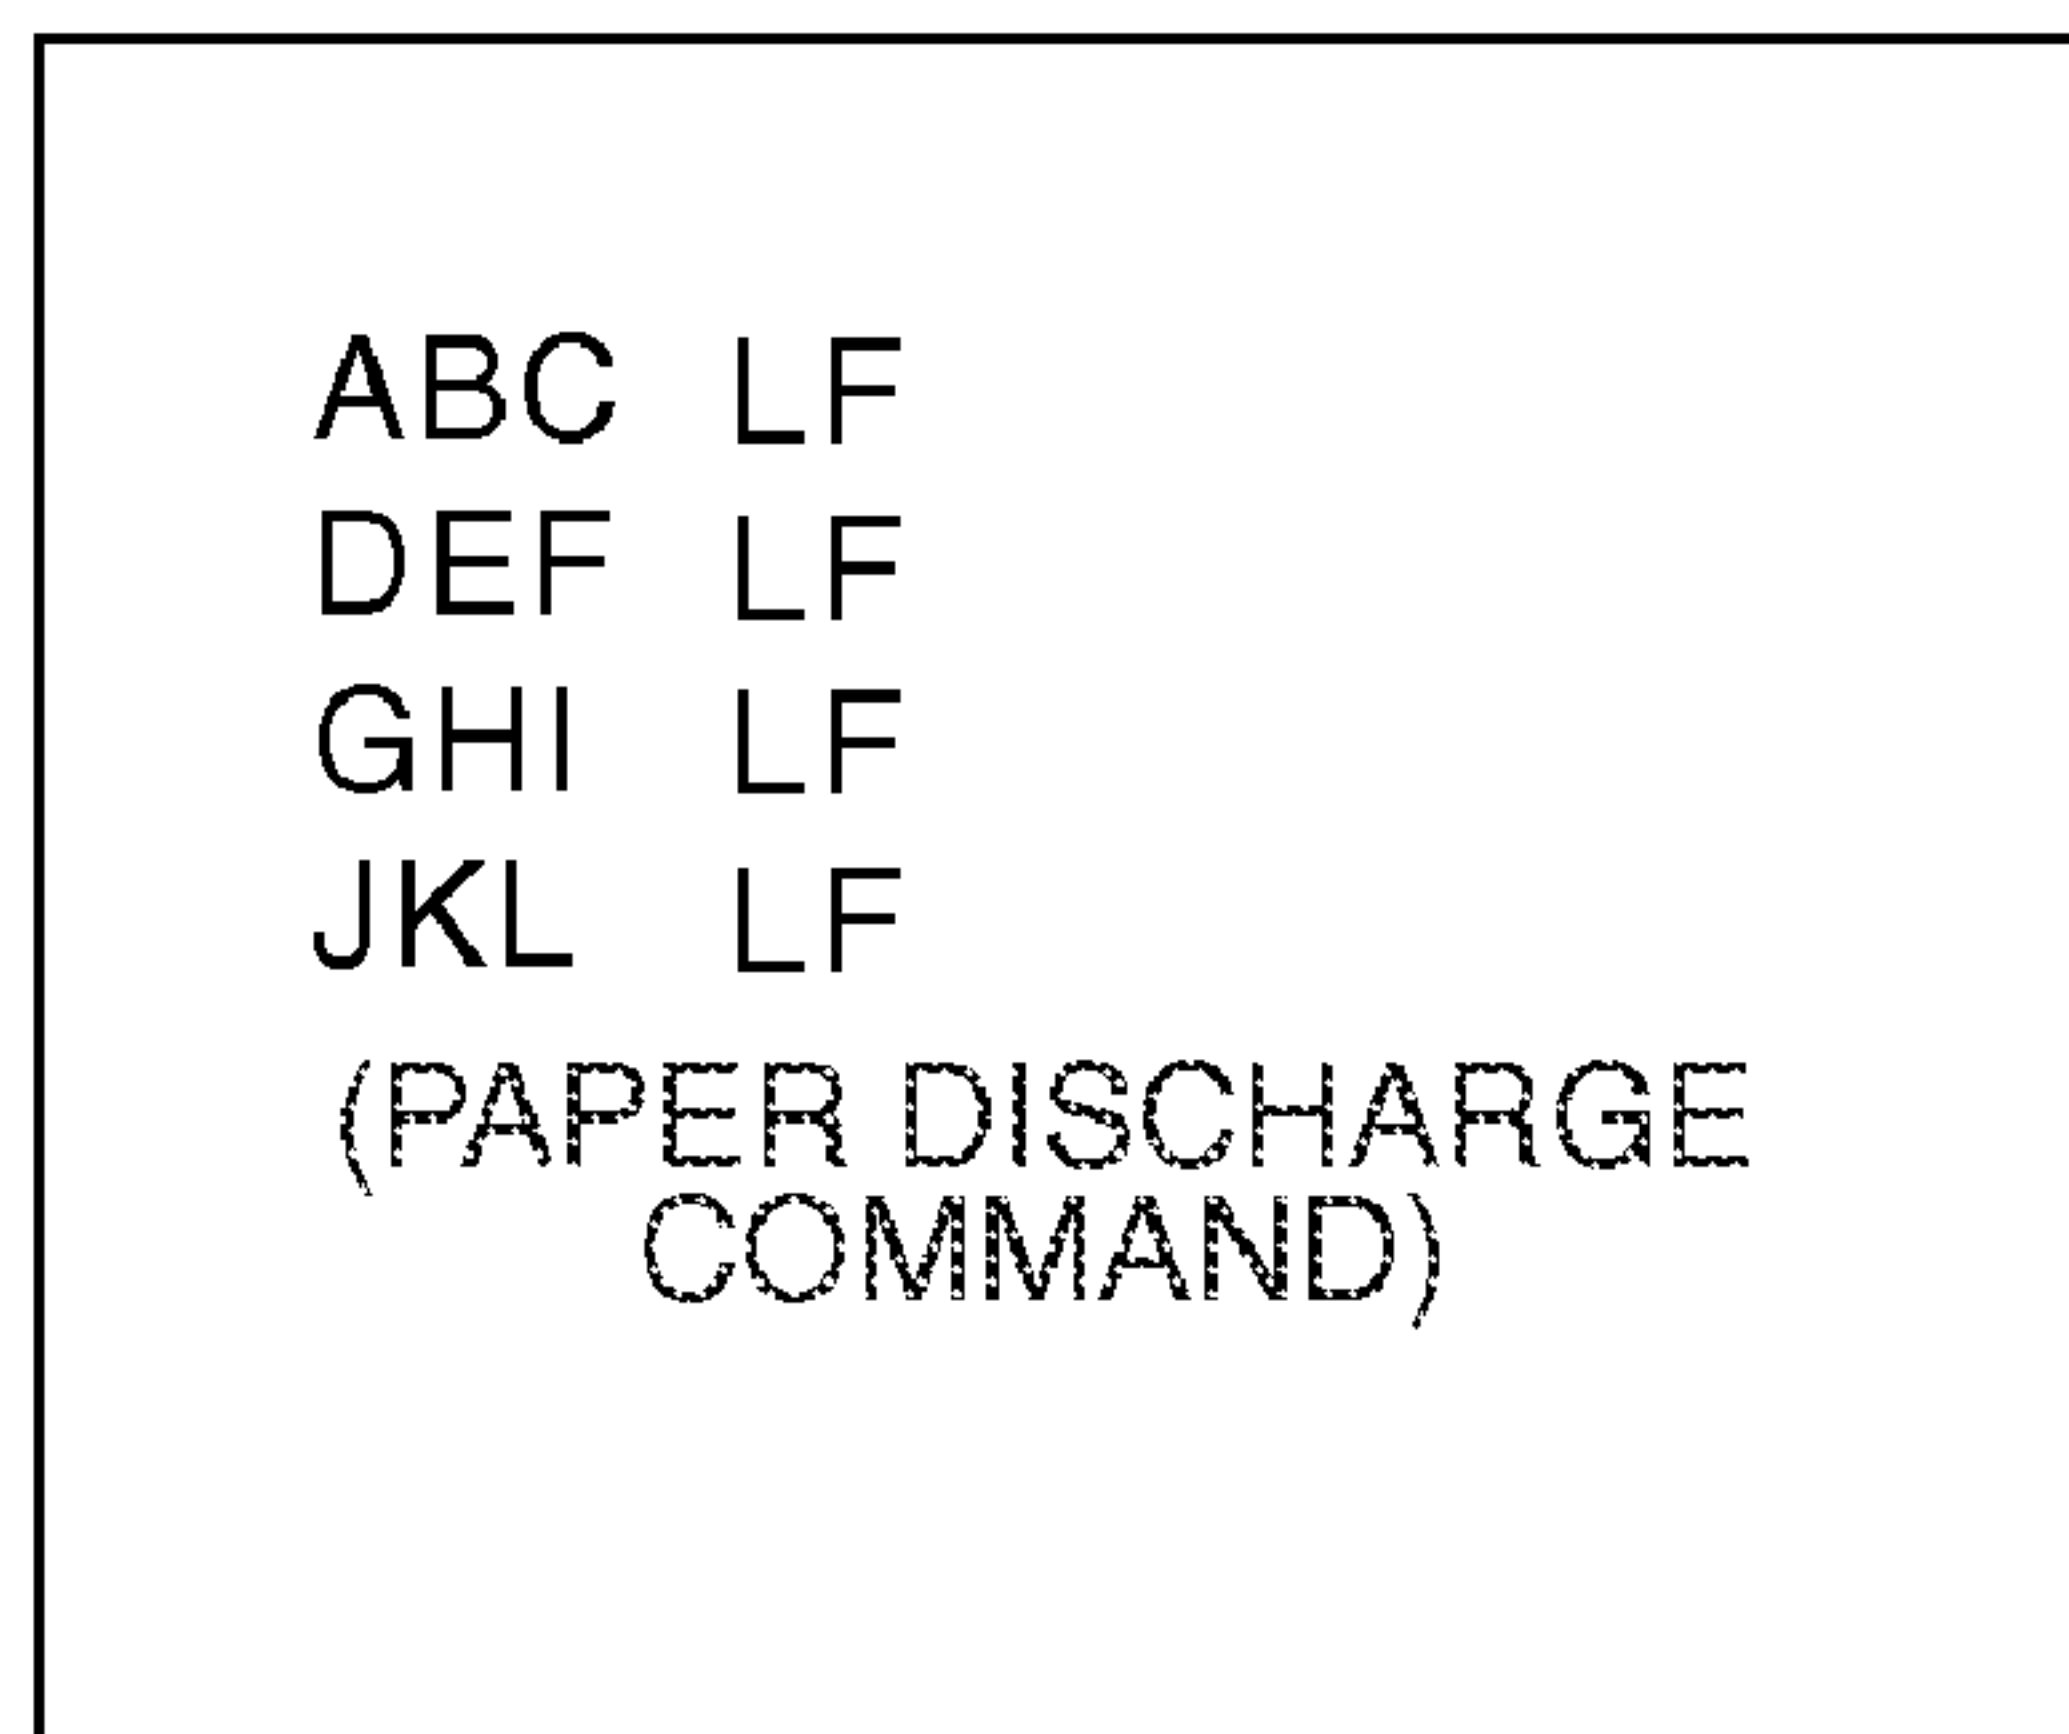 ABC LF
DEF LF
GHI LF
JKL LF
(PAPER DISCHARGE
COMMAND)